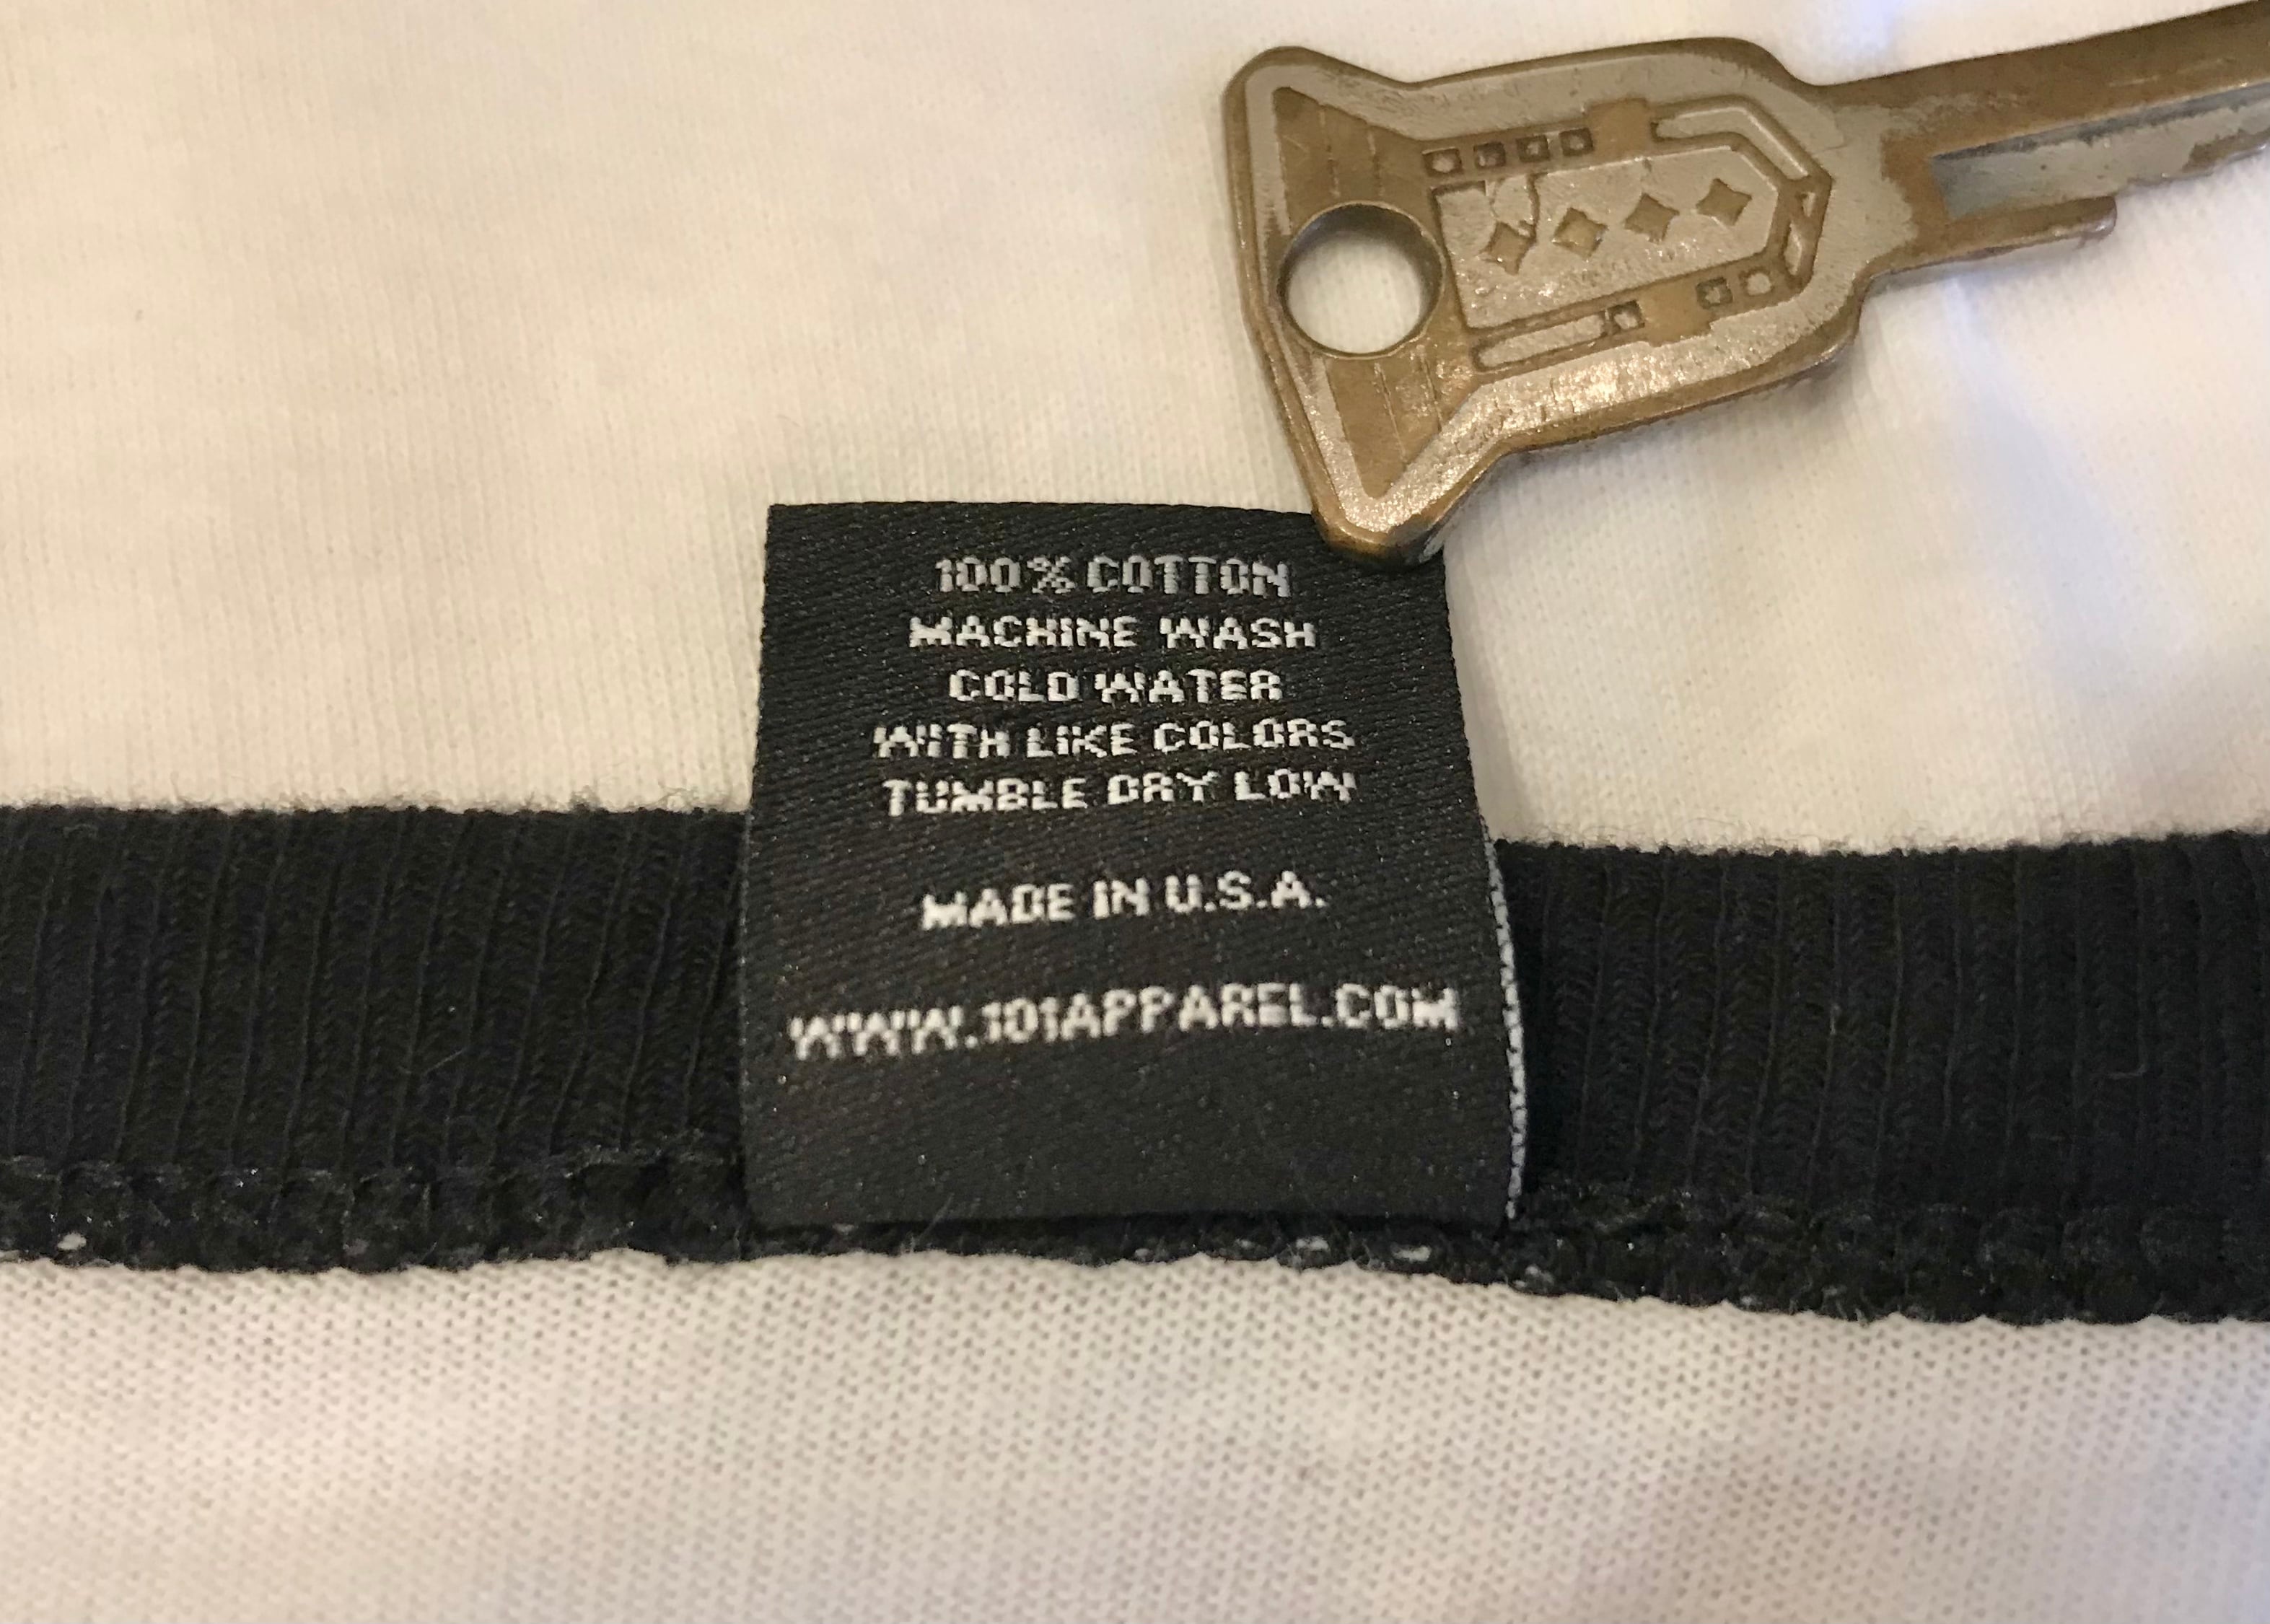 100% COTTON
MACHINE WASH
COLD WATER
WITH LIKE COLORS
TUMBLE DRY LOW
MADE IN U.S.A.
WWW.101APPAREL.COM